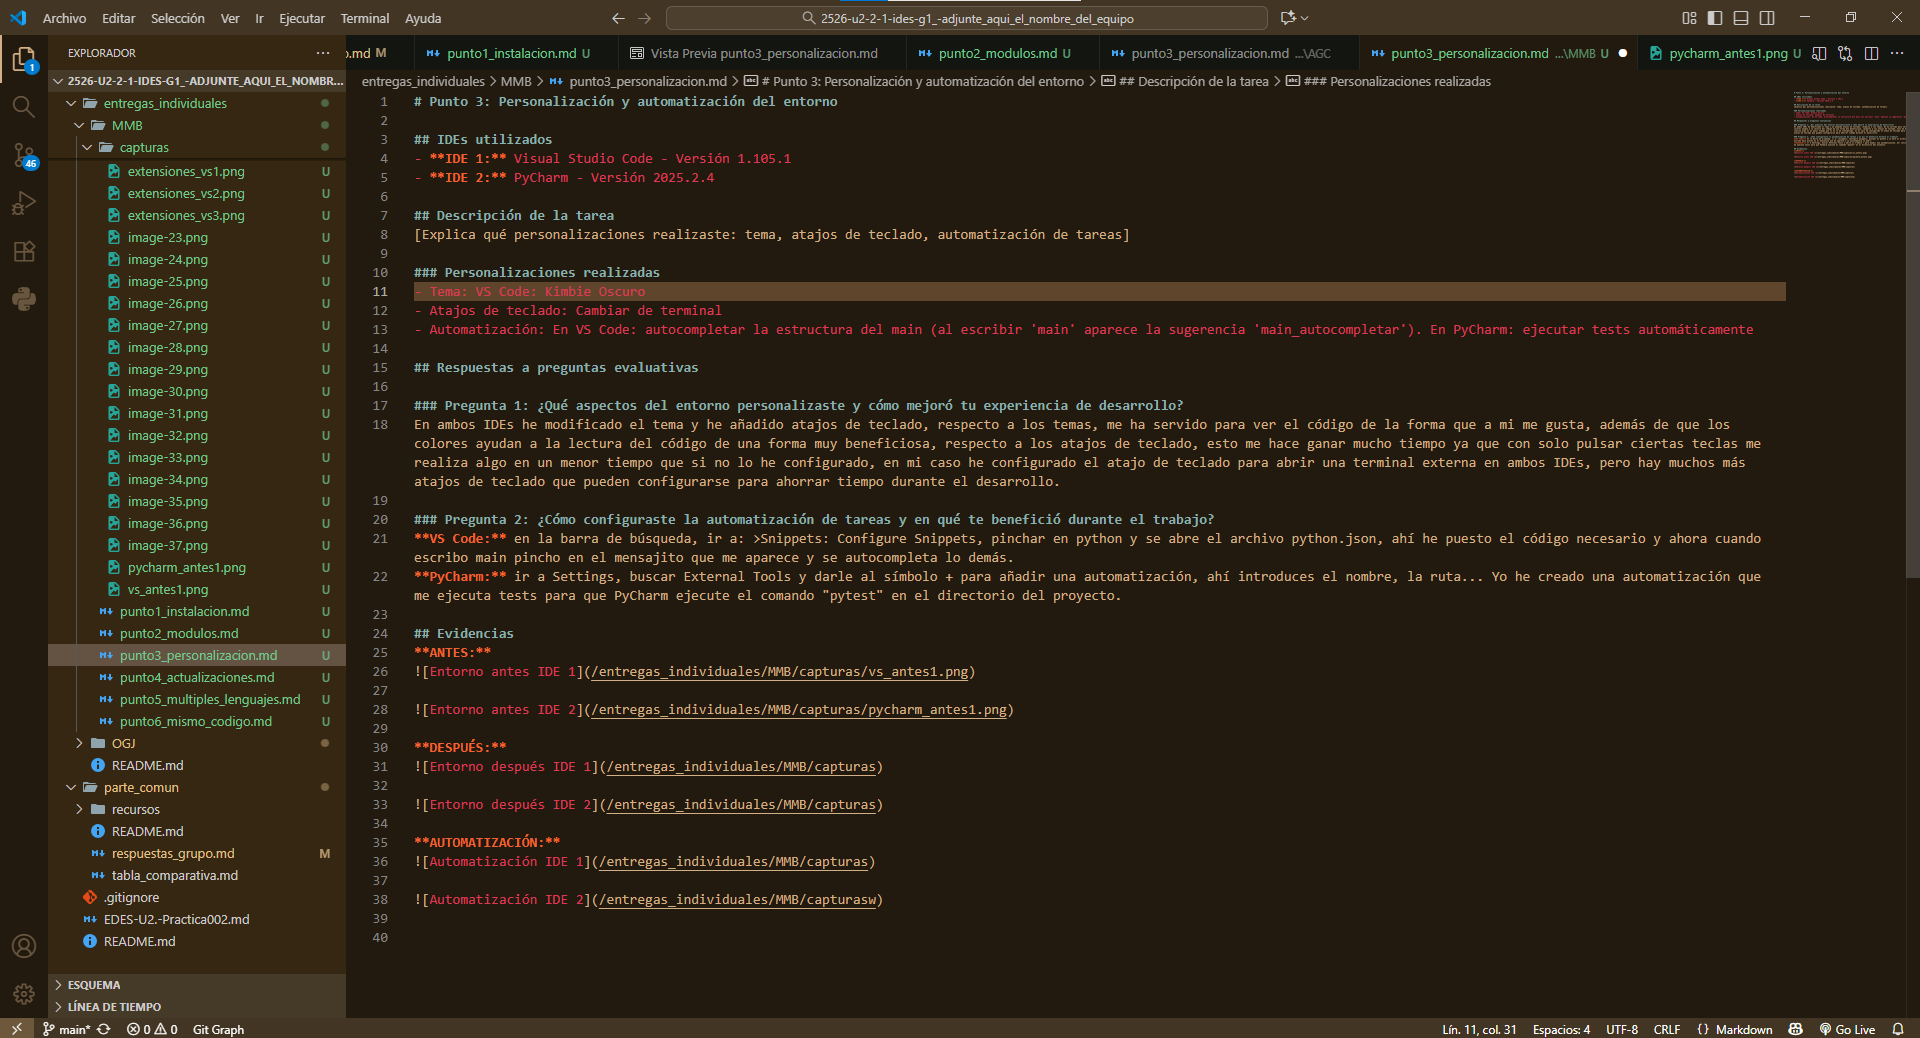 Archivo Editar Selección Ver Ir Ejecutar Terminal Ayuda
2526-u2-2-1-ides-g1_-adjunte_aqui_el_nombre_del_equipo
EXPLORADOR
o.md M
punto1_instalacion.md U
Vista Previa punto3_personalizacion.md
punto2_modulos.md U
punto3_personalizacion.md ...\AGC
punto3_personalizacion.md ...\MMB U
pycharm_antes1.png U
2526-U2-2-1-IDES-G1_-ADJUNTE_AQUI_EL_NOMBR...
entregas_individuales > MMB > punto3_personalizacion.md > # Punto 3: Personalización y automatización del entorno > ## Descripción de la tarea > ### Personalizaciones realizadas
entregas_individuales
MMB
capturas
extensiones_vs1.png U
extensiones_vs2.png U
extensiones_vs3.png U
image-23.png U
image-24.png U
image-25.png U
image-26.png U
image-27.png U
image-28.png U
image-29.png U
image-30.png U
image-31.png U
image-32.png U
image-33.png U
image-34.png U
image-35.png U
image-36.png U
image-37.png U
pycharm_antes1.png U
vs_antes1.png U
punto1_instalacion.md U
punto2_modulos.md U
punto3_personalizacion.md U
punto4_actualizaciones.md U
punto5_multiples_lenguajes.md U
punto6_mismo_codigo.md U
OGJ
README.md
parte_comun
recursos
README.md
respuestas_grupo.md M
tabla_comparativa.md
.gitignore
EDES-U2.-Practica002.md
README.md
ESQUEMA
LÍNEA DE TIEMPO
1 # Punto 3: Personalización y automatización del entorno
2
3 ## IDEs utilizados
4 - **IDE 1:** Visual Studio Code - Versión 1.105.1
5 - **IDE 2:** PyCharm - Versión 2025.2.4
6
7 ## Descripción de la tarea
8 [Explica qué personalizaciones realizaste: tema, atajos de teclado, automatización de tareas]
9
10 ### Personalizaciones realizadas
11 - Tema: VS Code: Kimbie Oscuro
12 - Atajos de teclado: Cambiar de terminal
13 - Automatización: En VS Code: autocompletar la estructura del main (al escribir 'main' aparece la sugerencia 'main_autocompletar'). En PyCharm: ejecutar tests automáticamente
14
15 ## Respuestas a preguntas evaluativas
16
17 ### Pregunta 1: ¿Qué aspectos del entorno personalizaste y cómo mejoró tu experiencia de desarrollo?
18 En ambos IDEs he modificado el tema y he añadido atajos de teclado, respecto a los temas, me ha servido para ver el código de la forma que a mi me gusta, además de que los
colores ayudan a la lectura del código de una forma muy beneficiosa, respecto a los atajos de teclado, esto me hace ganar mucho tiempo ya que con solo pulsar ciertas teclas me
realiza algo en un menor tiempo que si no lo he configurado, en mi caso he configurado el atajo de teclado para abrir una terminal externa en ambos IDEs, pero hay muchos más
atajos de teclado que pueden configurarse para ahorrar tiempo durante el desarrollo.
19
20 ### Pregunta 2: ¿Cómo configuraste la automatización de tareas y en qué te benefició durante el trabajo?
21 **VS Code:** en la barra de búsqueda, ir a: >Snippets: Configure Snippets, pinchar en python y se abre el archivo python.json, ahí he puesto el código necesario y ahora cuando
escribo main pincho en el mensajito que me aparece y se autocompleta lo demás.
22 **PyCharm:** ir a Settings, buscar External Tools y darle al símbolo + para añadir una automatización, ahí introduces el nombre, la ruta... Yo he creado una automatización que
me ejecuta tests para que PyCharm ejecute el comando "pytest" en el directorio del proyecto.
23
24 ## Evidencias
25 **ANTES:**
26 ![Entorno antes IDE 1](/entregas_individuales/MMB/capturas/vs_antes1.png)
27
28 ![Entorno antes IDE 2](/entregas_individuales/MMB/capturas/pycharm_antes1.png)
29
30 **DESPUÉS:**
31 ![Entorno después IDE 1](/entregas_individuales/MMB/capturas)
32
33 ![Entorno después IDE 2](/entregas_individuales/MMB/capturas)
34
35 **AUTOMATIZACIÓN:**
36 ![Automatización IDE 1](/entregas_individuales/MMB/capturas)
37
38 ![Automatización IDE 2](/entregas_individuales/MMB/capturasw)
39
40
1
46
main* 0 0 Git Graph
Lín. 11, col. 31 Espacios: 4 UTF-8 CRLF {} Markdown Go Live